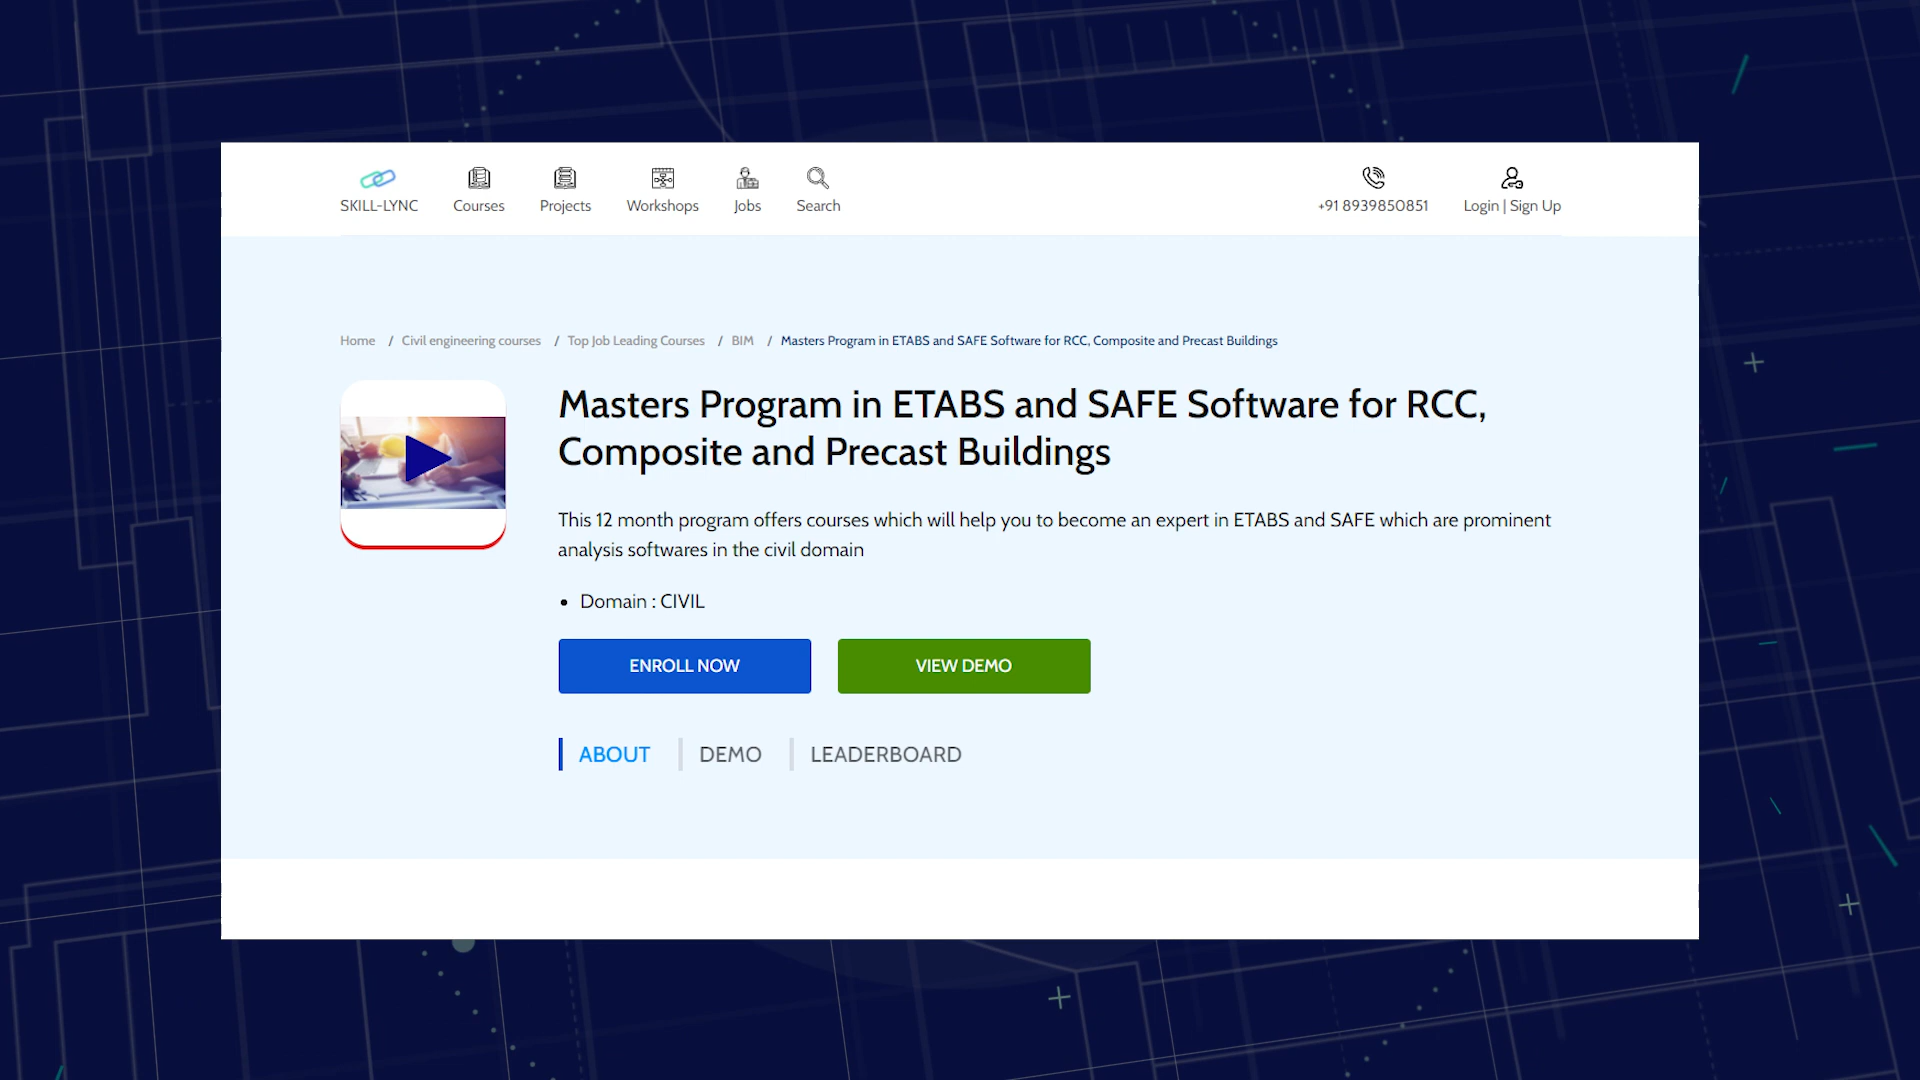 SKILL-LYNC
Courses
Projects
Workshops
Jobs
Search
+91 8939850851
Login | Sign Up
Home / Civil engineering courses / Top Job Leading Courses / BIM / Masters Program in ETABS and SAFE Software for RCC, Composite and Precast Buildings
Masters Program in ETABS and SAFE Software for RCC,
Composite and Precast Buildings
This 12 month program offers courses which will help you to become an expert in ETABS and SAFE which are prominent
analysis softwares in the civil domain
• Domain : CIVIL
ENROLL NOW
VIEW DEMO
ABOUT
DEMO
LEADERBOARD